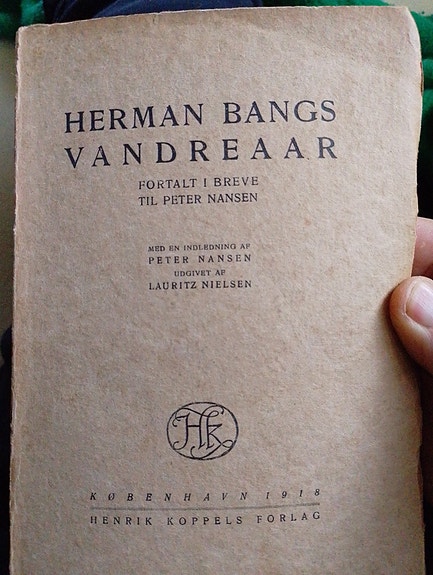 HERMAN BANGS
VANDREAAR
FORTALT I BREVE
TIL PETER NANSEN
MED EN INDLEDNING AF
PETER NANSEN
UDGIVET AF
LAURITZ NIELSEN
HK
KØBENHAVN 1918
HENRIK KOPPELS FORLAG